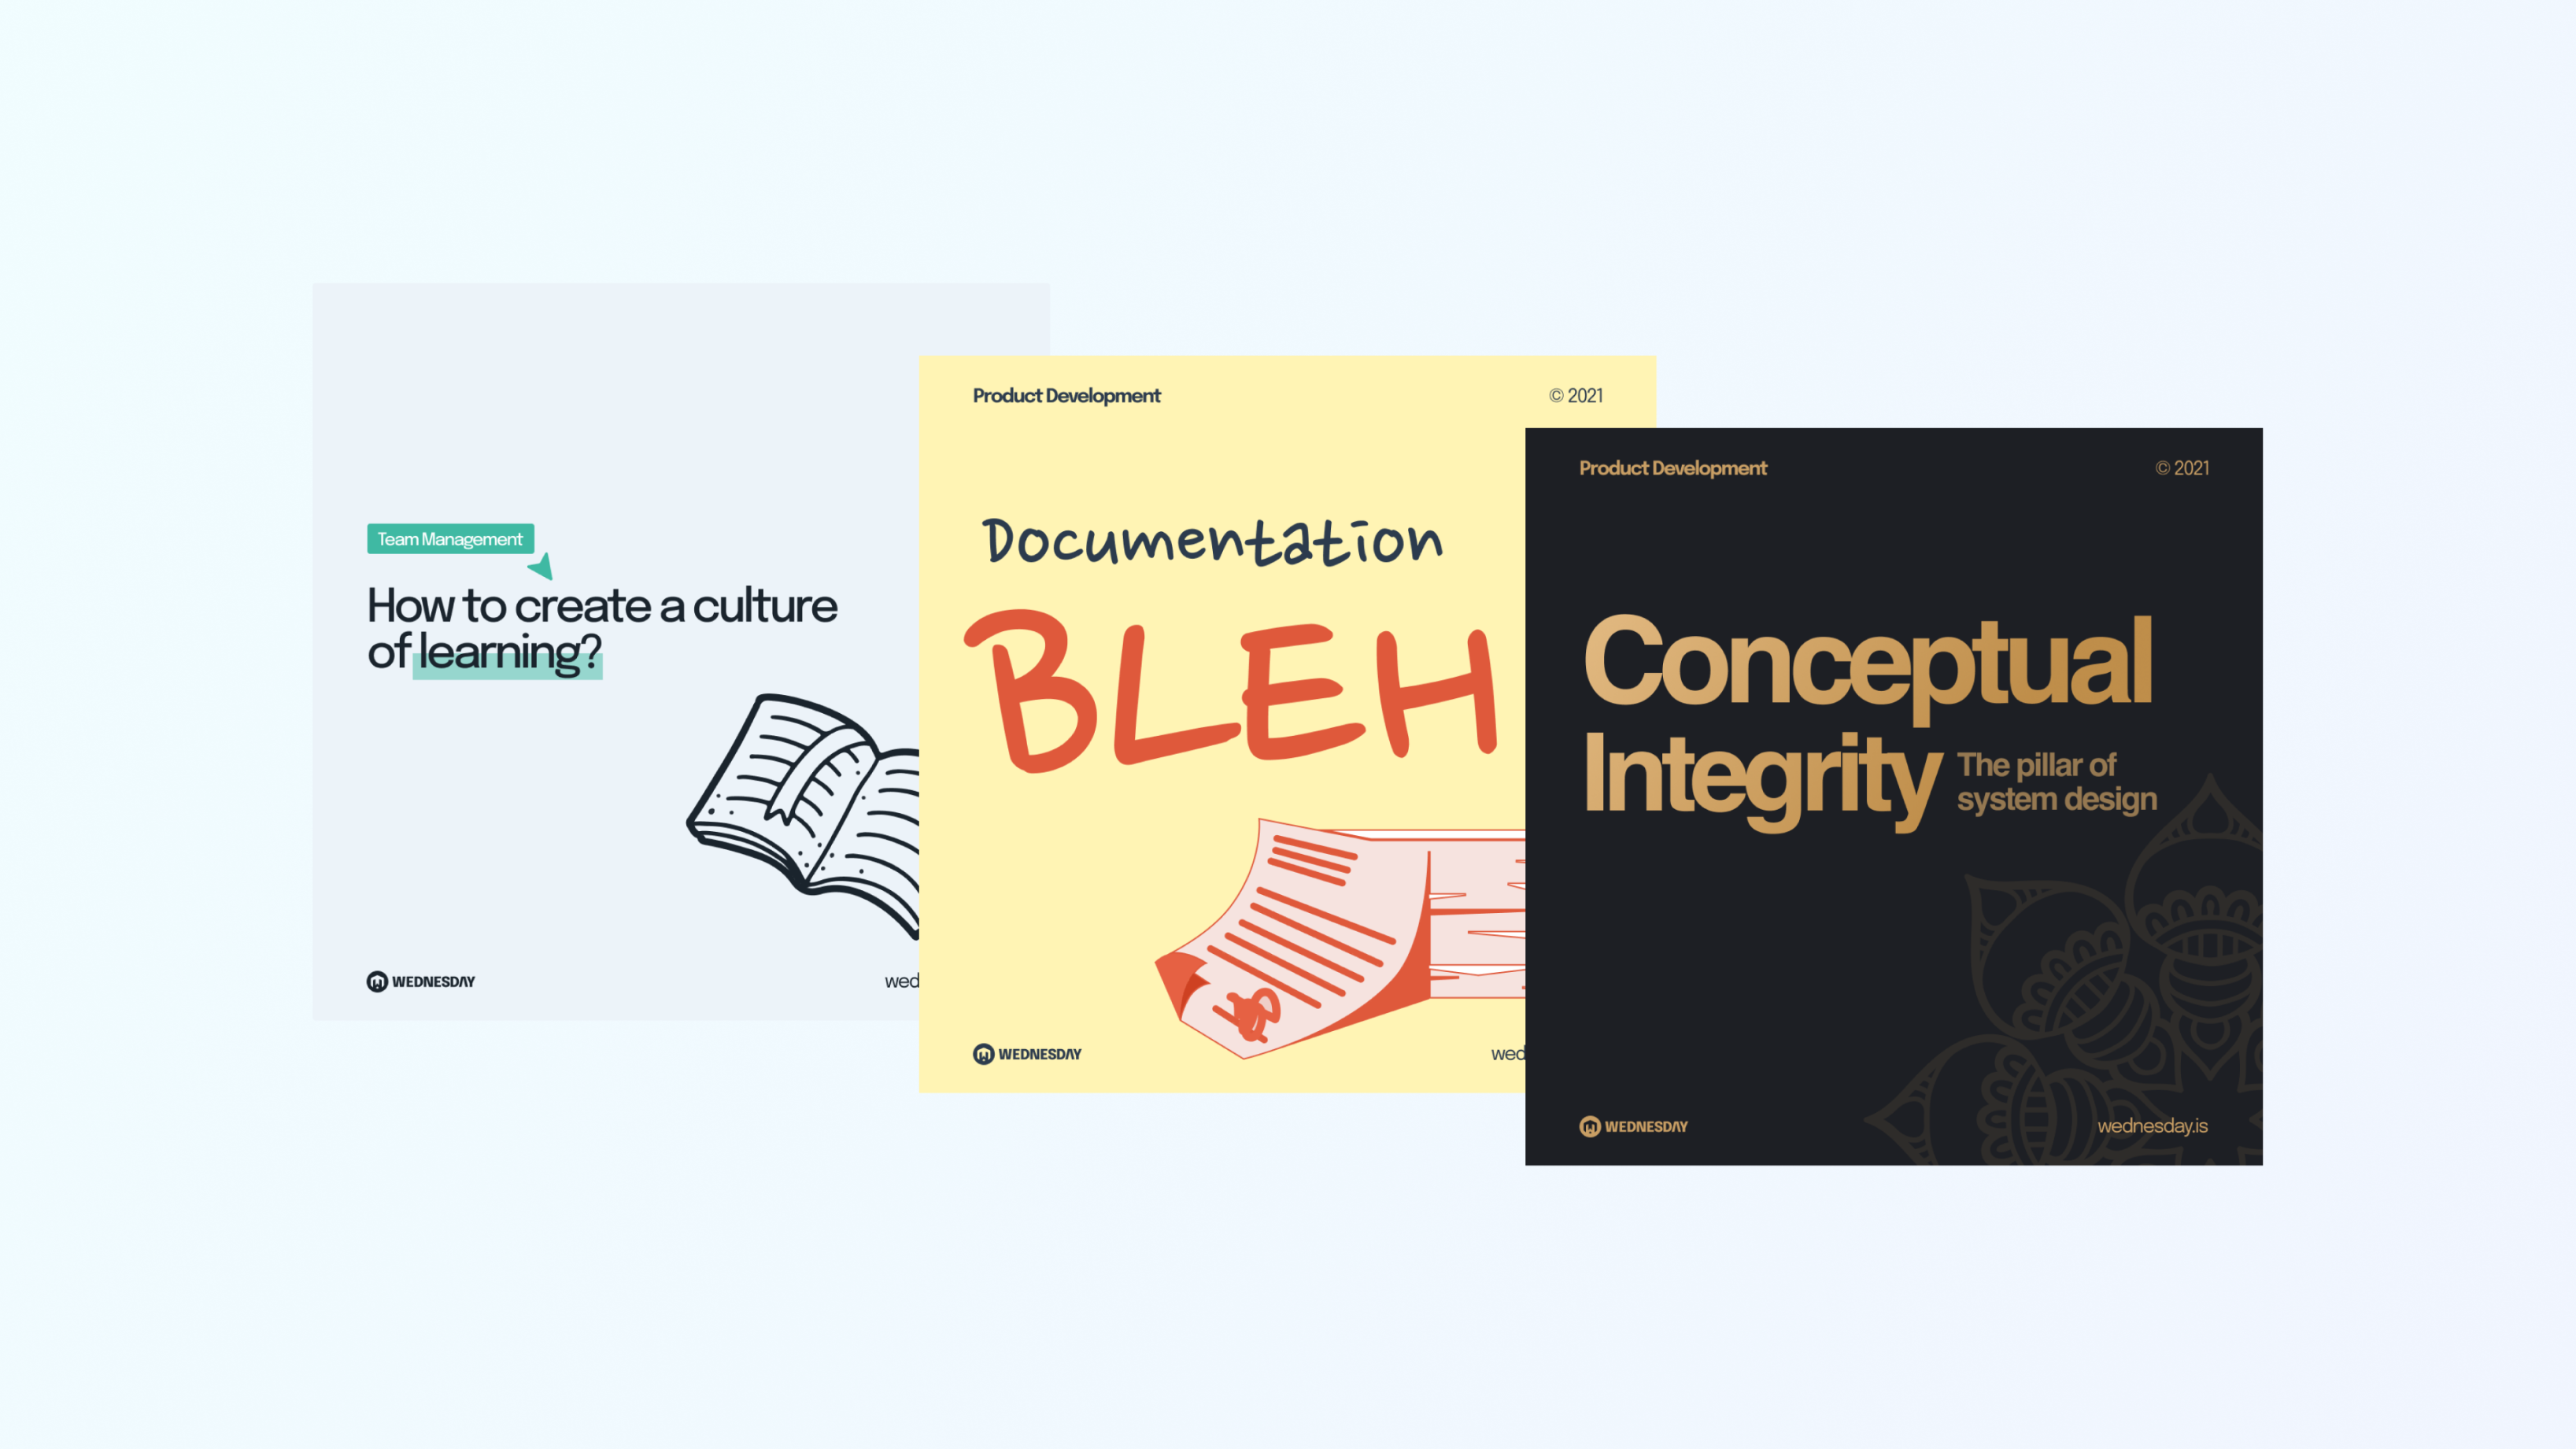 Team Management
How to create a culture
of learning?
WEDNESDAY
wed
Product Development
© 2021
Documentation
BLEH
WEDNESDAY
wed
Product Development
© 2021
Conceptual
Integrity
The pillar of
system design
WEDNESDAY
wednesday.is